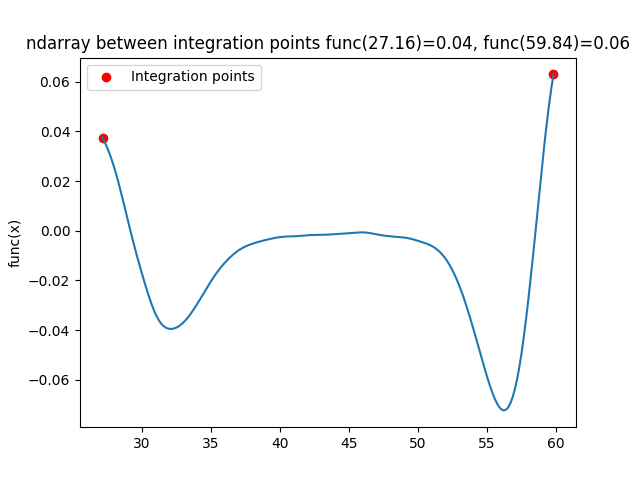 ndarray between integration points func(27.16)=0.04, func(59.84)=0.06
Integration points
func(x)
0.06
0.04
0.02
0.00
−0.02
−0.04
−0.06
30 35 40 45 50 55 60